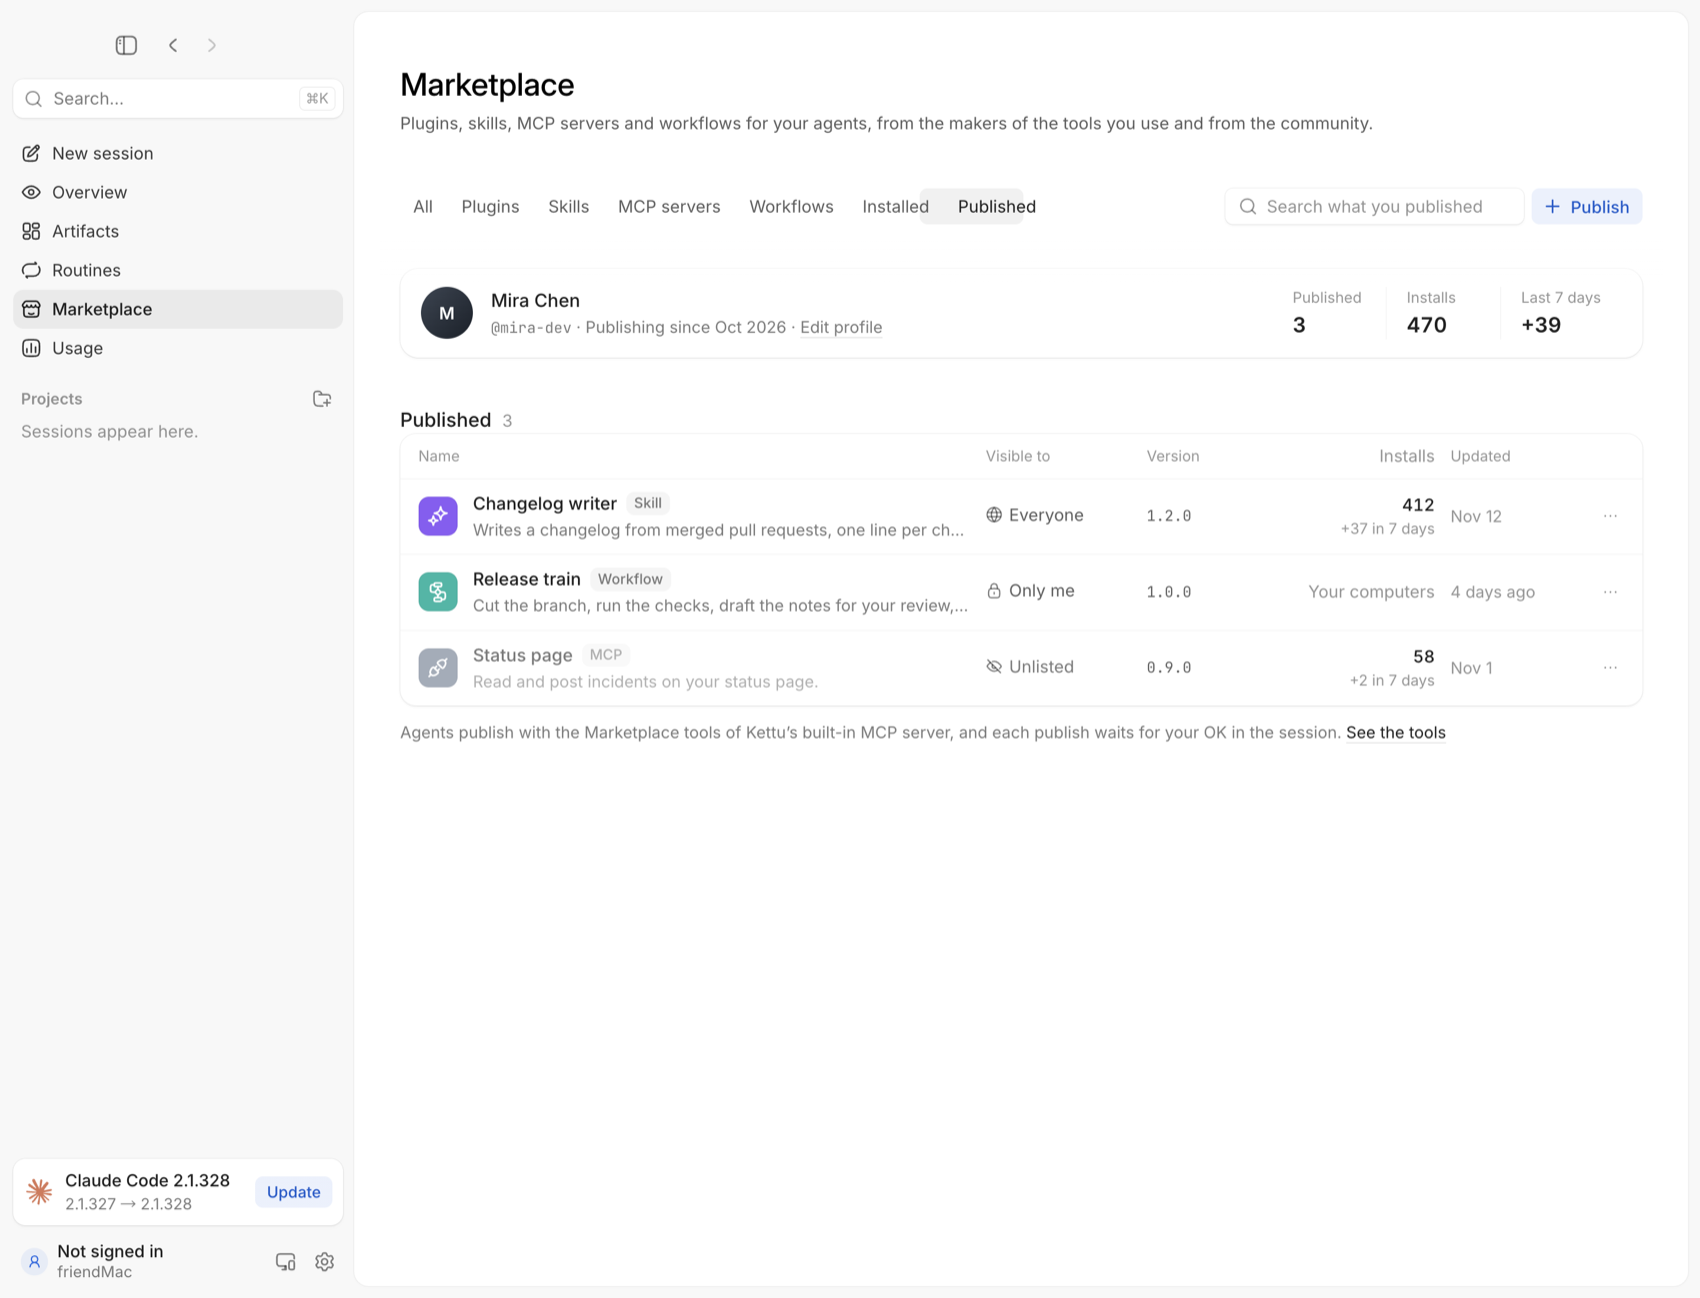 Search... ⌘K
New session
Overview
Artifacts
Routines
Marketplace
Usage
Projects
Sessions appear here.
Claude Code 2.1.328
2.1.327 → 2.1.328
Update
Not signed in
friendMac
Marketplace
Plugins, skills, MCP servers and workflows for your agents, from the makers of the tools you use and from the community.
All Plugins Skills MCP servers Workflows Installed Published
Search what you published
+ Publish
M
Mira Chen
@mira-dev · Publishing since Oct 2026 · Edit profile
Published Installs Last 7 days
3 470 +39
Published 3
Name Visible to Version Installs Updated
Changelog writer Skill
Writes a changelog from merged pull requests, one line per ch...
Everyone 1.2.0 412 Nov 12 ...
+37 in 7 days
Release train Workflow
Cut the branch, run the checks, draft the notes for your review,...
Only me 1.0.0 Your computers 4 days ago ...
Status page MCP
Read and post incidents on your status page.
Unlisted 0.9.0 58 Nov 1 ...
+2 in 7 days
Agents publish with the Marketplace tools of Kettu’s built-in MCP server, and each publish waits for your OK in the session. See the tools